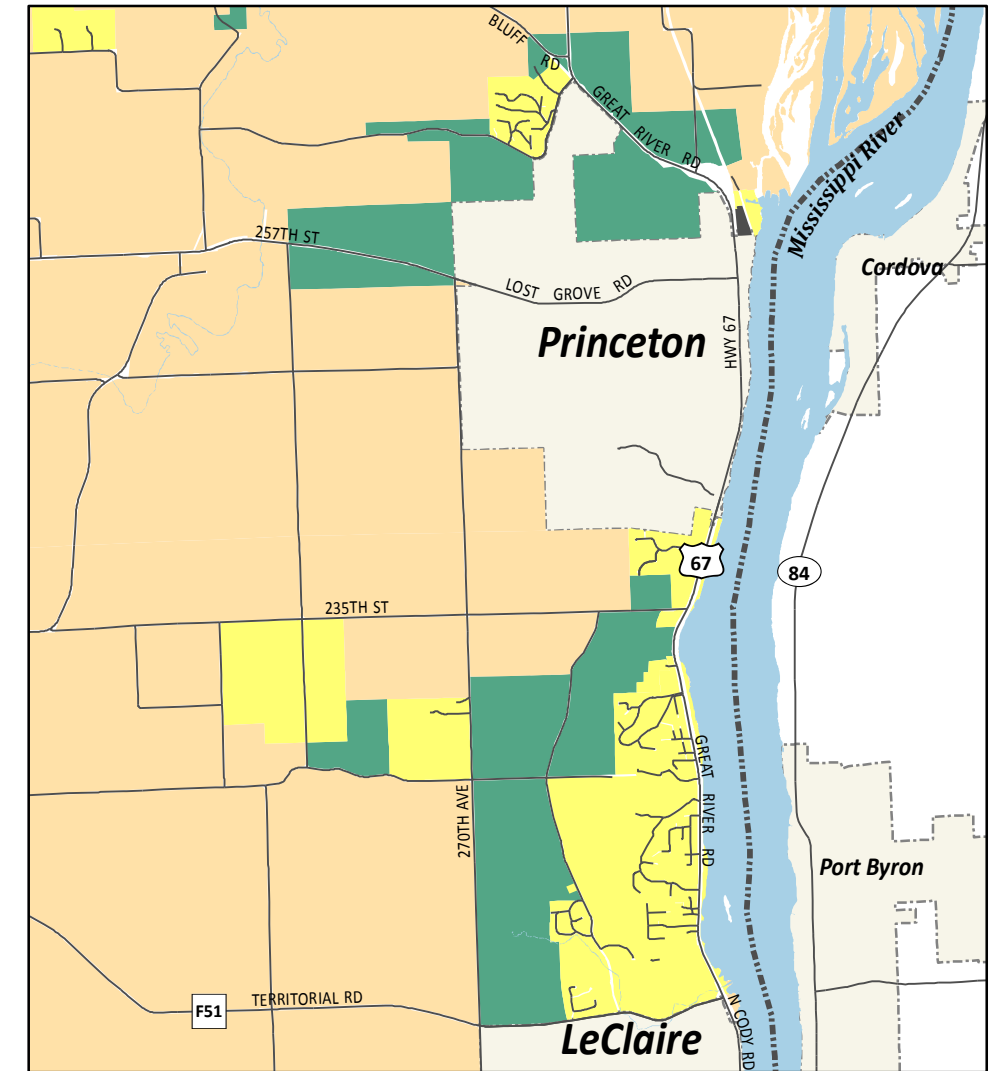 BLUFF
RD
GREAT RIVER RD
Mississippi River
257TH ST
Cordova
LOST GROVE RD
Princeton
HWY 67
67
84
235TH ST
GREAT RIVER RD
270TH AVE
Port Byron
TERRITORIAL RD
F51
N CODY RD
LeClaire